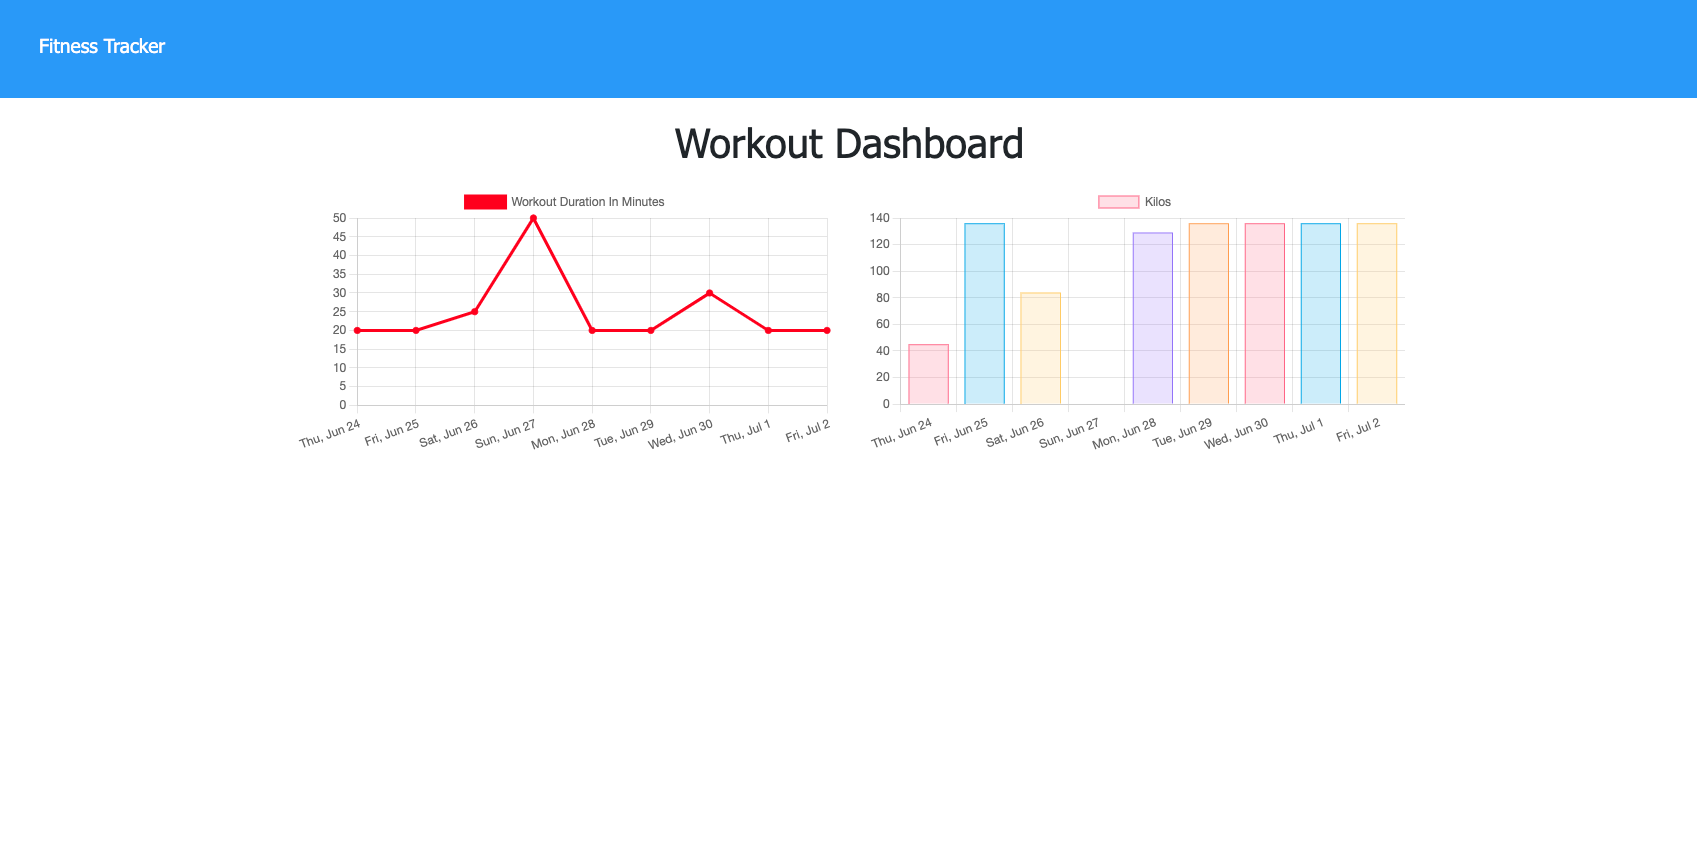 Fitness Tracker
Workout Dashboard
Workout Duration In Minutes
50
45
40
35
30
25
20
15
10
5
0
Thu, Jun 24
Fri, Jun 25
Sat, Jun 26
Sun, Jun 27
Mon, Jun 28
Tue, Jun 29
Wed, Jun 30
Thu, Jul 1
Fri, Jul 2
Kilos
140
120
100
80
60
40
20
0
Thu, Jun 24
Fri, Jun 25
Sat, Jun 26
Sun, Jun 27
Mon, Jun 28
Tue, Jun 29
Wed, Jun 30
Thu, Jul 1
Fri, Jul 2